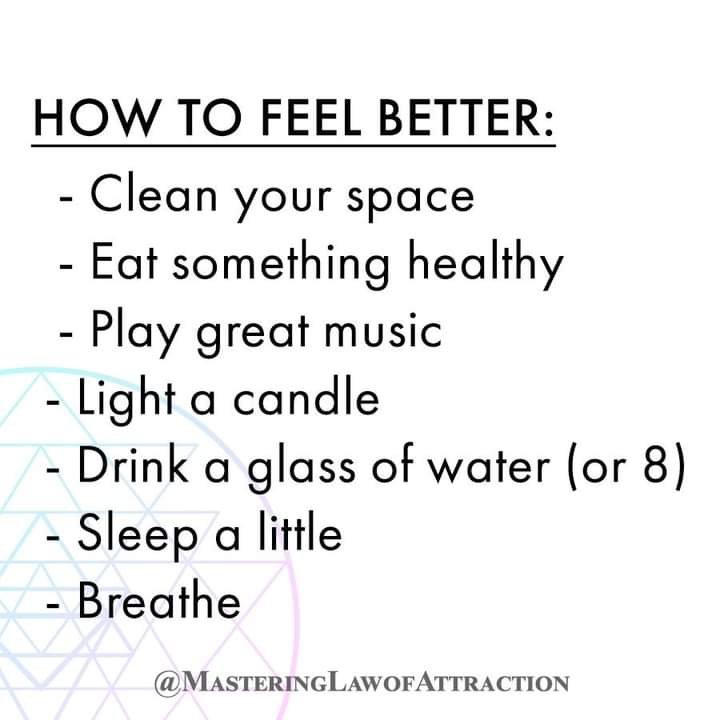 HOW TO FEEL BETTER:
- Clean your space
- Eat something healthy
- Play great music
- Light a candle
- Drink a glass of water (or 8)
- Sleep a little
- Breathe
@MasteringLawofAttraction